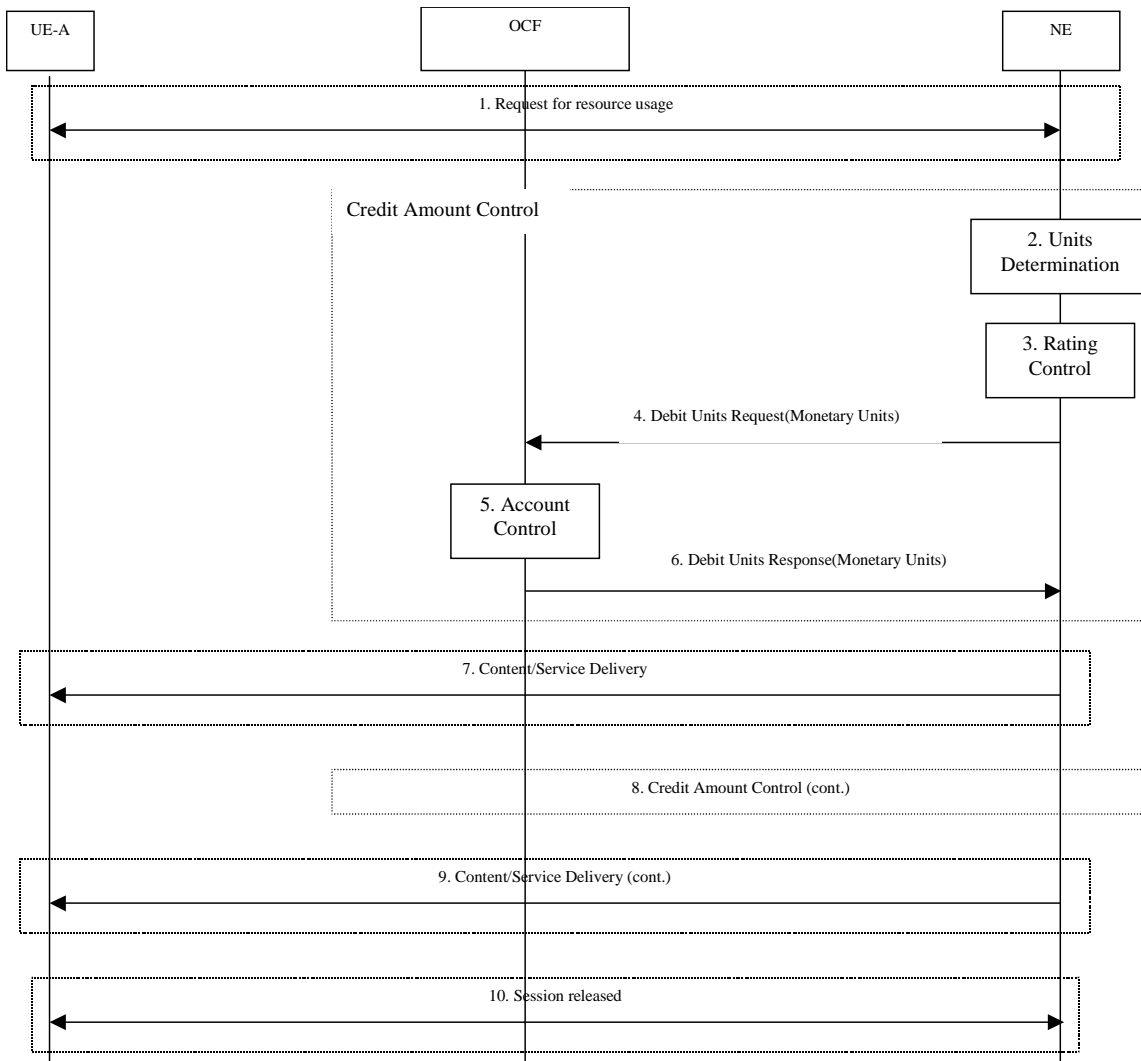 UE-A
OCF
NE
1. Request for resource usage
Credit Amount Control
2. Units
Determination
3. Rating
Control
4. Debit Units Request(Monetary Units)
5. Account
Control
6. Debit Units Response(Monetary Units)
7. Content/Service Delivery
8. Credit Amount Control (cont.)
9. Content/Service Delivery (cont.)
10. Session released